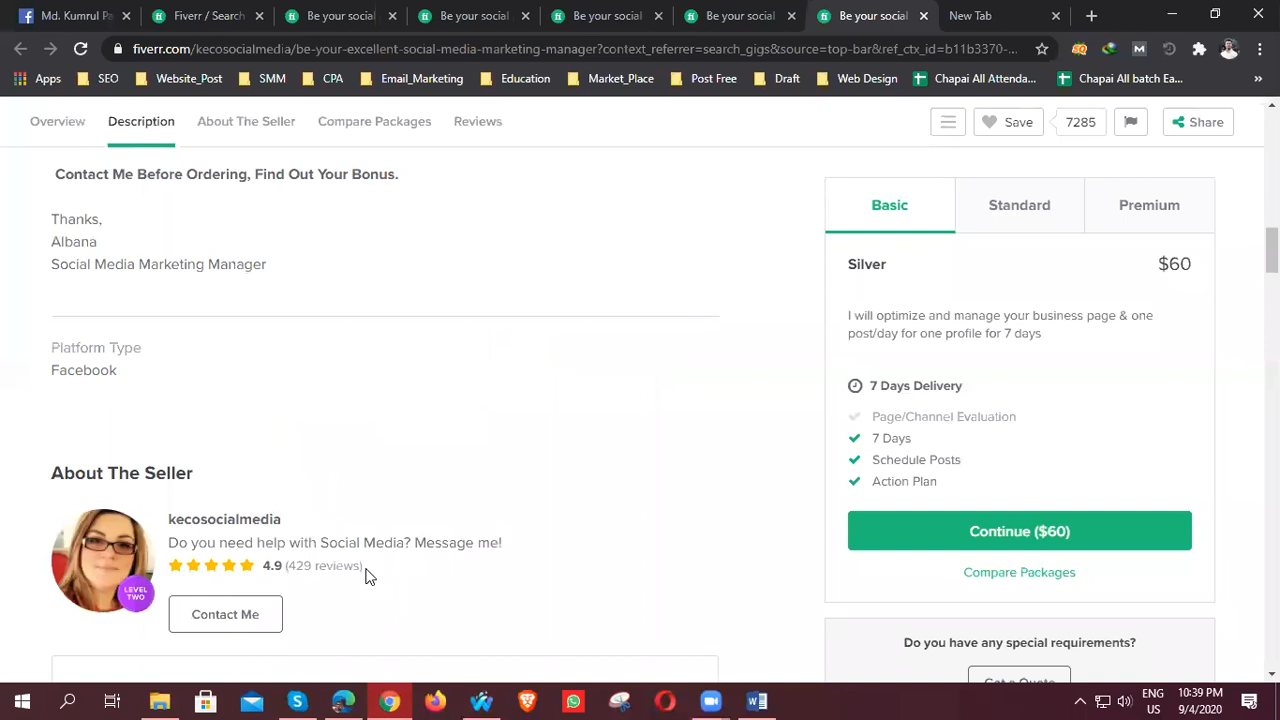 Md. Kumrul Pa
Fiverr / Search
Be your social
Be your social
Be your social
Be your social
Be your social
New Tab
fiverr.com/kecosocialmedia/be-your-excellent-social-media-marketing-manager?context_referrer=search_gigs&source=top-bar&ref_ctx_id=b11b3370-...
Apps
SEO
Website_Post
SMM
CPA
Email_Marketing
Education
Market_Place
Post Free
Draft
Web Design
Chapai All Attenda...
Chapai All batch Ea...
Overview
Description
About The Seller
Compare Packages
Reviews
Save
7285
Share
Contact Me Before Ordering, Find Out Your Bonus.
Thanks,
Albana
Social Media Marketing Manager
Platform Type
Facebook
About The Seller
kecosocialmedia
Do you need help with Social Media? Message me!
4.9 (429 reviews)
LEVEL
TWO
Contact Me
Basic
Standard
Premium
Silver
$60
I will optimize and manage your business page & one
post/day for one profile for 7 days
7 Days Delivery
Page/Channel Evaluation
7 Days
Schedule Posts
Action Plan
Continue ($60)
Compare Packages
Do you have any special requirements?
Get a Quote
ENG
US
10:39 PM
9/4/2020